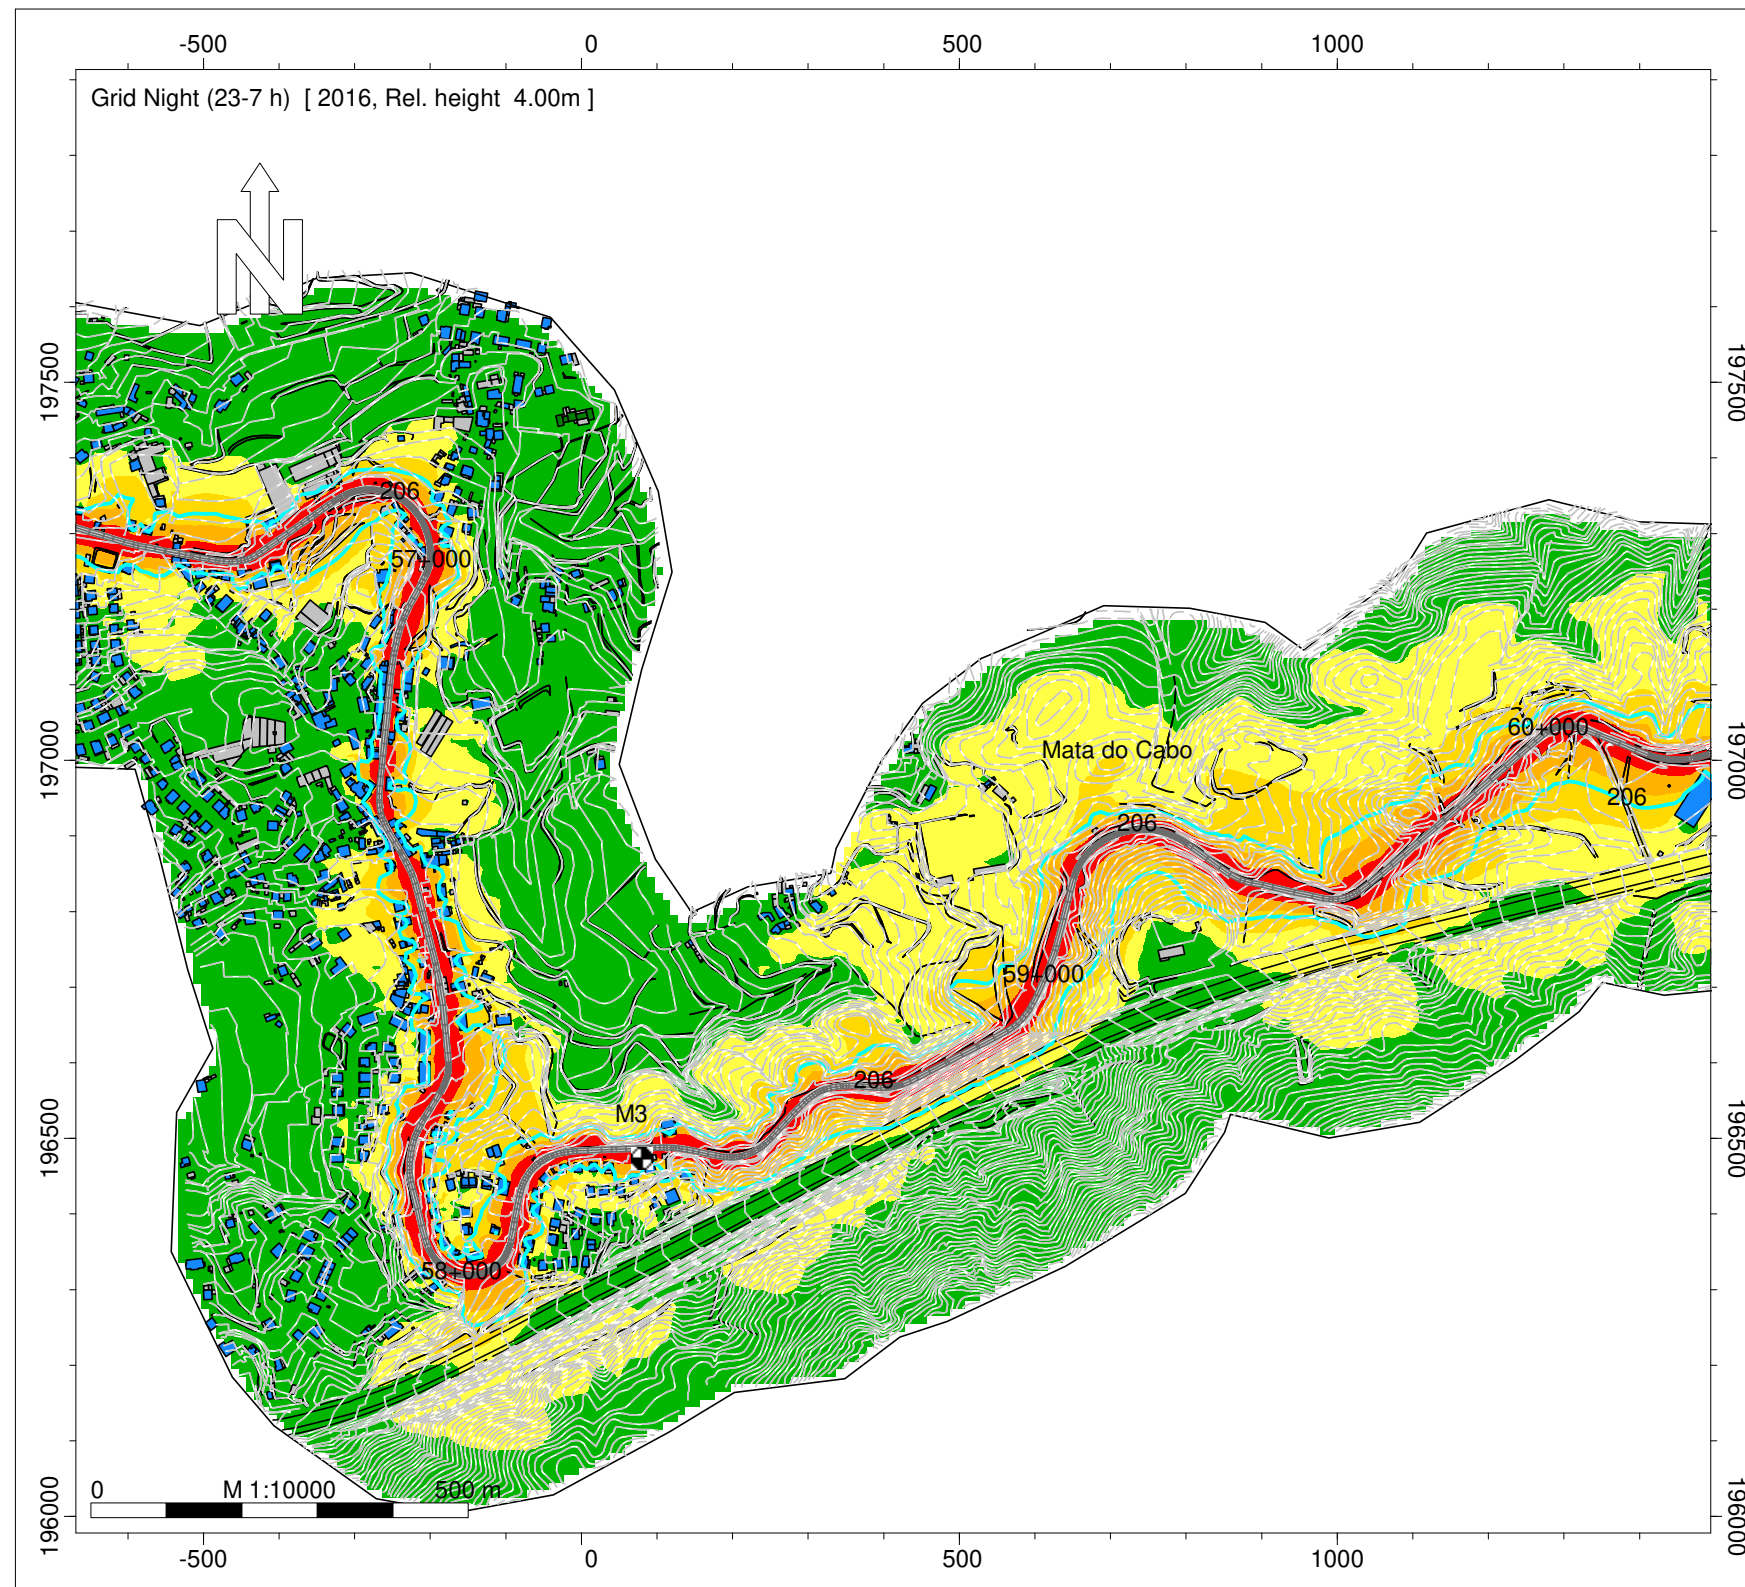 -500 0 500 1000
Grid Night (23-7 h) [ 2016, Rel. height 4.00m ]
N
197500 197500
206
57+000
60+000
Mata do Cabo
197000 197000
206
206
59+000
206
M3
196500 196500
58+000
0 M 1:10000 500 m
196000 196000
-500 0 500 1000